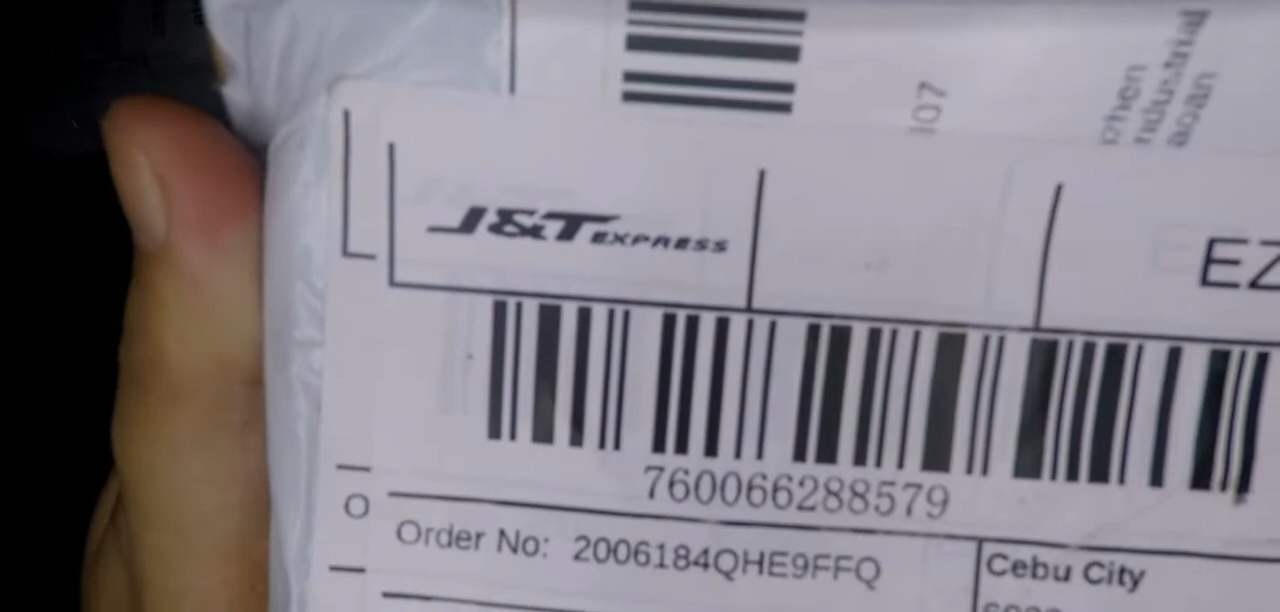 107
J&T EXPRESS
EZ
760066288579
O
Order No: 2006184QHE9FFQ
Cebu City